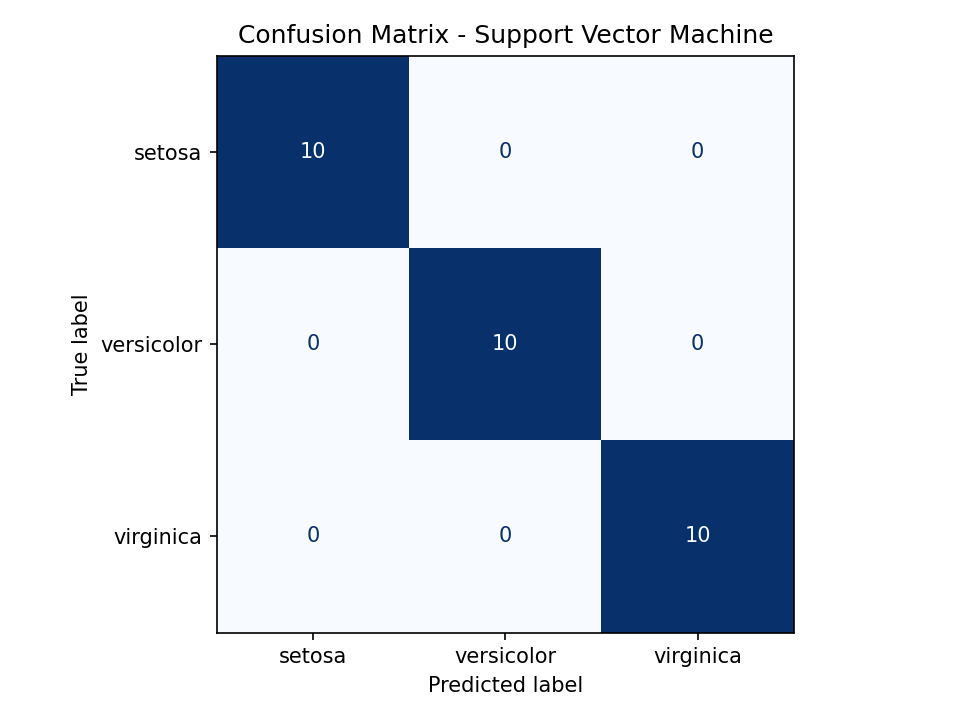 Confusion Matrix - Support Vector Machine
setosa
10 0 0
True label
versicolor
0 10 0
virginica
0 0 10
setosa versicolor virginica
Predicted label